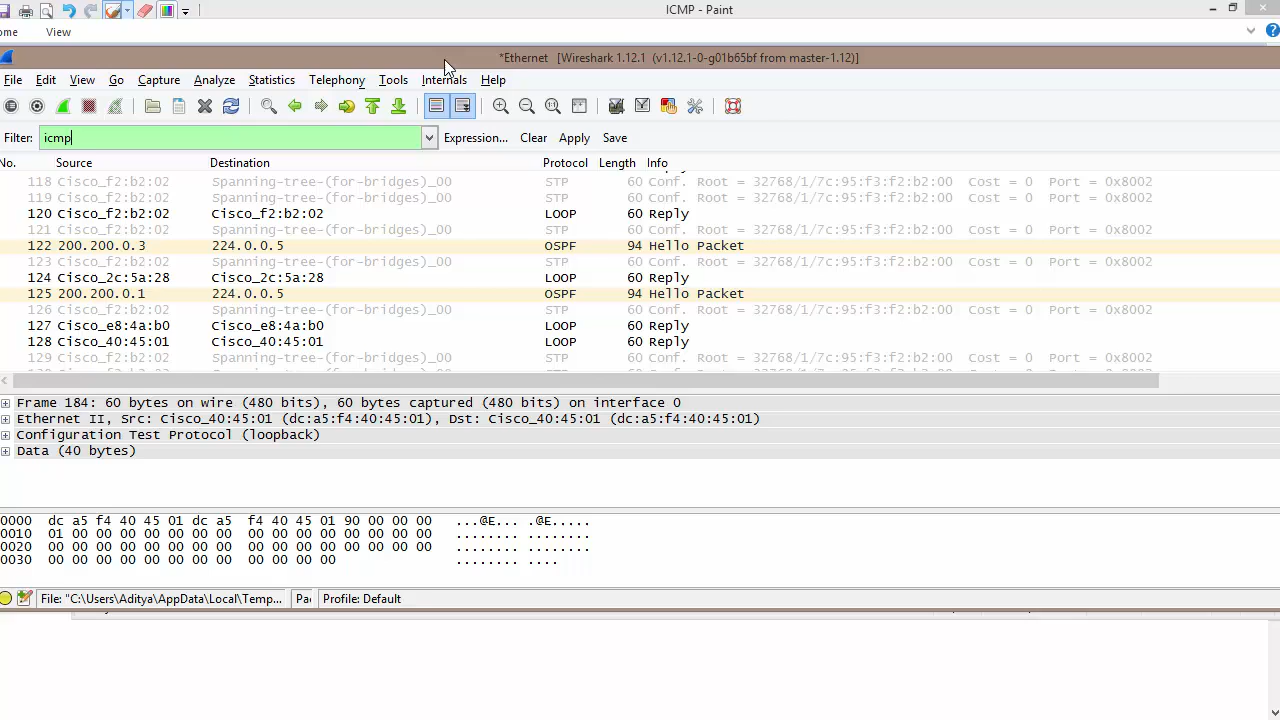 ICMP - Paint
ome View
*Ethernet [Wireshark 1.12.1 (v1.12.1-0-g01b65bf from master-1.12)]
File Edit View Go Capture Analyze Statistics Telephony Tools Internals Help
Filter: icmp Expression... Clear Apply Save
No. Source Destination Protocol Length Info
118 Cisco_f2:b2:02 Spanning-tree-(for-bridges)_00 STP 60 Conf. Root = 32768/1/7c:95:f3:f2:b2:00 Cost = 0 Port = 0x8002
119 Cisco_f2:b2:02 Spanning-tree-(for-bridges)_00 STP 60 Conf. Root = 32768/1/7c:95:f3:f2:b2:00 Cost = 0 Port = 0x8002
120 Cisco_f2:b2:02 Cisco_f2:b2:02 LOOP 60 Reply
121 Cisco_f2:b2:02 Spanning-tree-(for-bridges)_00 STP 60 Conf. Root = 32768/1/7c:95:f3:f2:b2:00 Cost = 0 Port = 0x8002
122 200.200.0.3 224.0.0.5 OSPF 94 Hello Packet
123 Cisco_f2:b2:02 Spanning-tree-(for-bridges)_00 STP 60 Conf. Root = 32768/1/7c:95:f3:f2:b2:00 Cost = 0 Port = 0x8002
124 Cisco_2c:5a:28 Cisco_2c:5a:28 LOOP 60 Reply
125 200.200.0.1 224.0.0.5 OSPF 94 Hello Packet
126 Cisco_f2:b2:02 Spanning-tree-(for-bridges)_00 STP 60 Conf. Root = 32768/1/7c:95:f3:f2:b2:00 Cost = 0 Port = 0x8002
127 Cisco_e8:4a:b0 Cisco_e8:4a:b0 LOOP 60 Reply
128 Cisco_40:45:01 Cisco_40:45:01 LOOP 60 Reply
129 Cisco_f2:b2:02 Spanning-tree-(for-bridges)_00 STP 60 Conf. Root = 32768/1/7c:95:f3:f2:b2:00 Cost = 0 Port = 0x8002
Frame 184: 60 bytes on wire (480 bits), 60 bytes captured (480 bits) on interface 0
Ethernet II, Src: Cisco_40:45:01 (dc:a5:f4:40:45:01), Dst: Cisco_40:45:01 (dc:a5:f4:40:45:01)
Configuration Test Protocol (loopback)
Data (40 bytes)
0000 dc a5 f4 40 45 01 dc a5 f4 40 45 01 90 00 00 00 ...@E... .@E.....
0010 01 00 00 00 00 00 00 00 00 00 00 00 00 00 00 00 ........ ........
0020 00 00 00 00 00 00 00 00 00 00 00 00 00 00 00 00 ........ ........
0030 00 00 00 00 00 00 00 00 00 00 00 00 ........ ....
File: "C:\Users\Aditya\AppData\Local\Temp... Pac Profile: Default